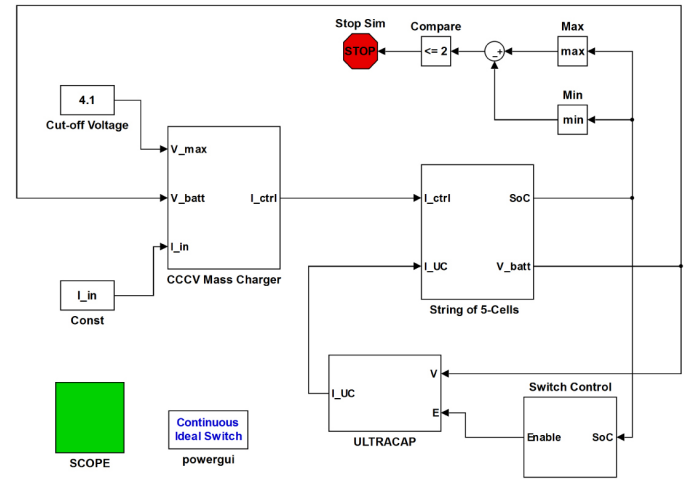 Stop Sim
Compare
Max
STOP
<= 2
+
−
max
Min
min
4.1
Cut-off Voltage
V_max
V_batt
I_ctrl
I_in
CCCV Mass Charger
I_ctrl
SoC
I_UC
V_batt
String of 5-Cells
I_in
Const
V
I_UC
E
ULTRACAP
Switch Control
Enable
SoC
SCOPE
Continuous
Ideal Switch
powergui